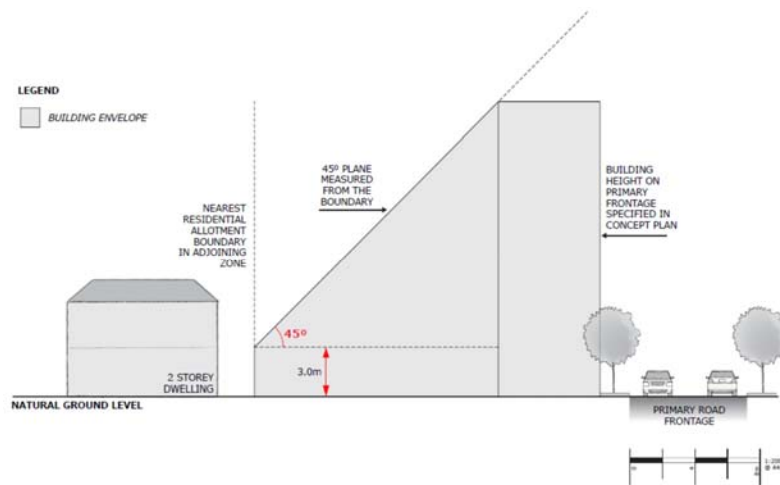 LEGEND
BUILDING ENVELOPE
45º PLANE
MEASURED
FROM THE
BOUNDARY
BUILDING
HEIGHT ON
PRIMARY
FRONTAGE
SPECIFIED IN
CONCEPT PLAN
NEAREST
RESIDENTIAL
ALLOTMENT
BOUNDARY
IN ADJOINING
ZONE
45º
3.0m
2 STOREY
DWELLING
NATURAL GROUND LEVEL
PRIMARY ROAD
FRONTAGE